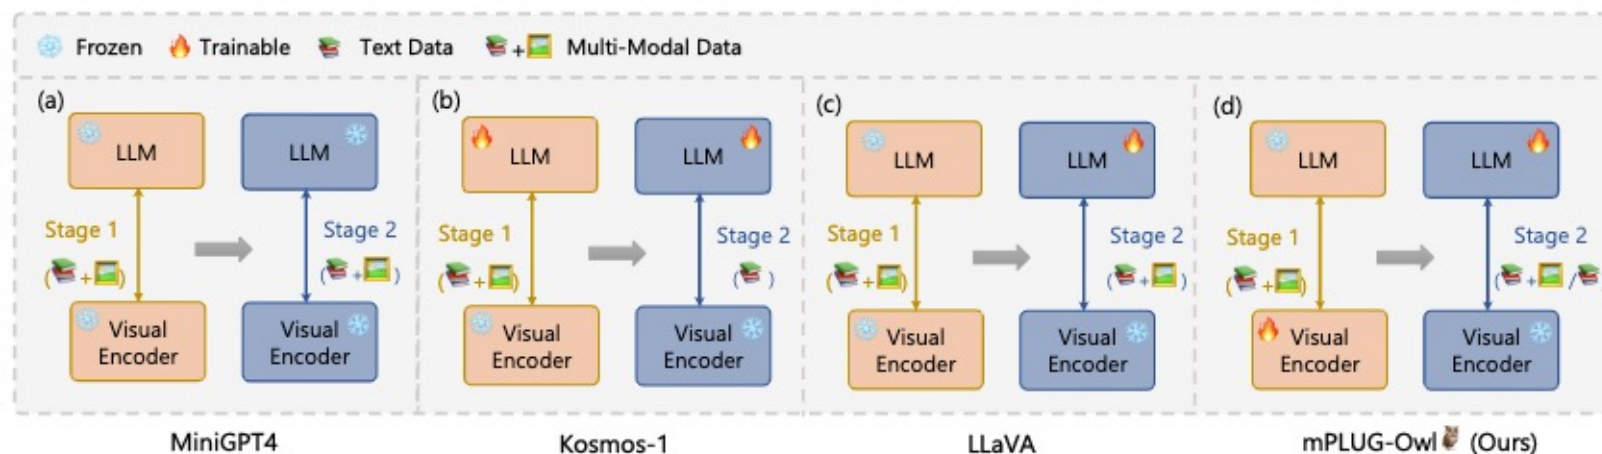 Frozen Trainable Text Data + Multi-Modal Data
(a)
LLM
LLM
Stage 1
( + )
Stage 2
( + )
Visual
Encoder
Visual
Encoder
MiniGPT4
(b)
LLM
LLM
Stage 1
( + )
Stage 2
( )
Visual
Encoder
Visual
Encoder
Kosmos-1
(c)
LLM
LLM
Stage 1
( + )
Stage 2
( + )
Visual
Encoder
Visual
Encoder
LLaVA
(d)
LLM
LLM
Stage 1
( + )
Stage 2
( + / )
Visual
Encoder
Visual
Encoder
mPLUG-Owl (Ours)